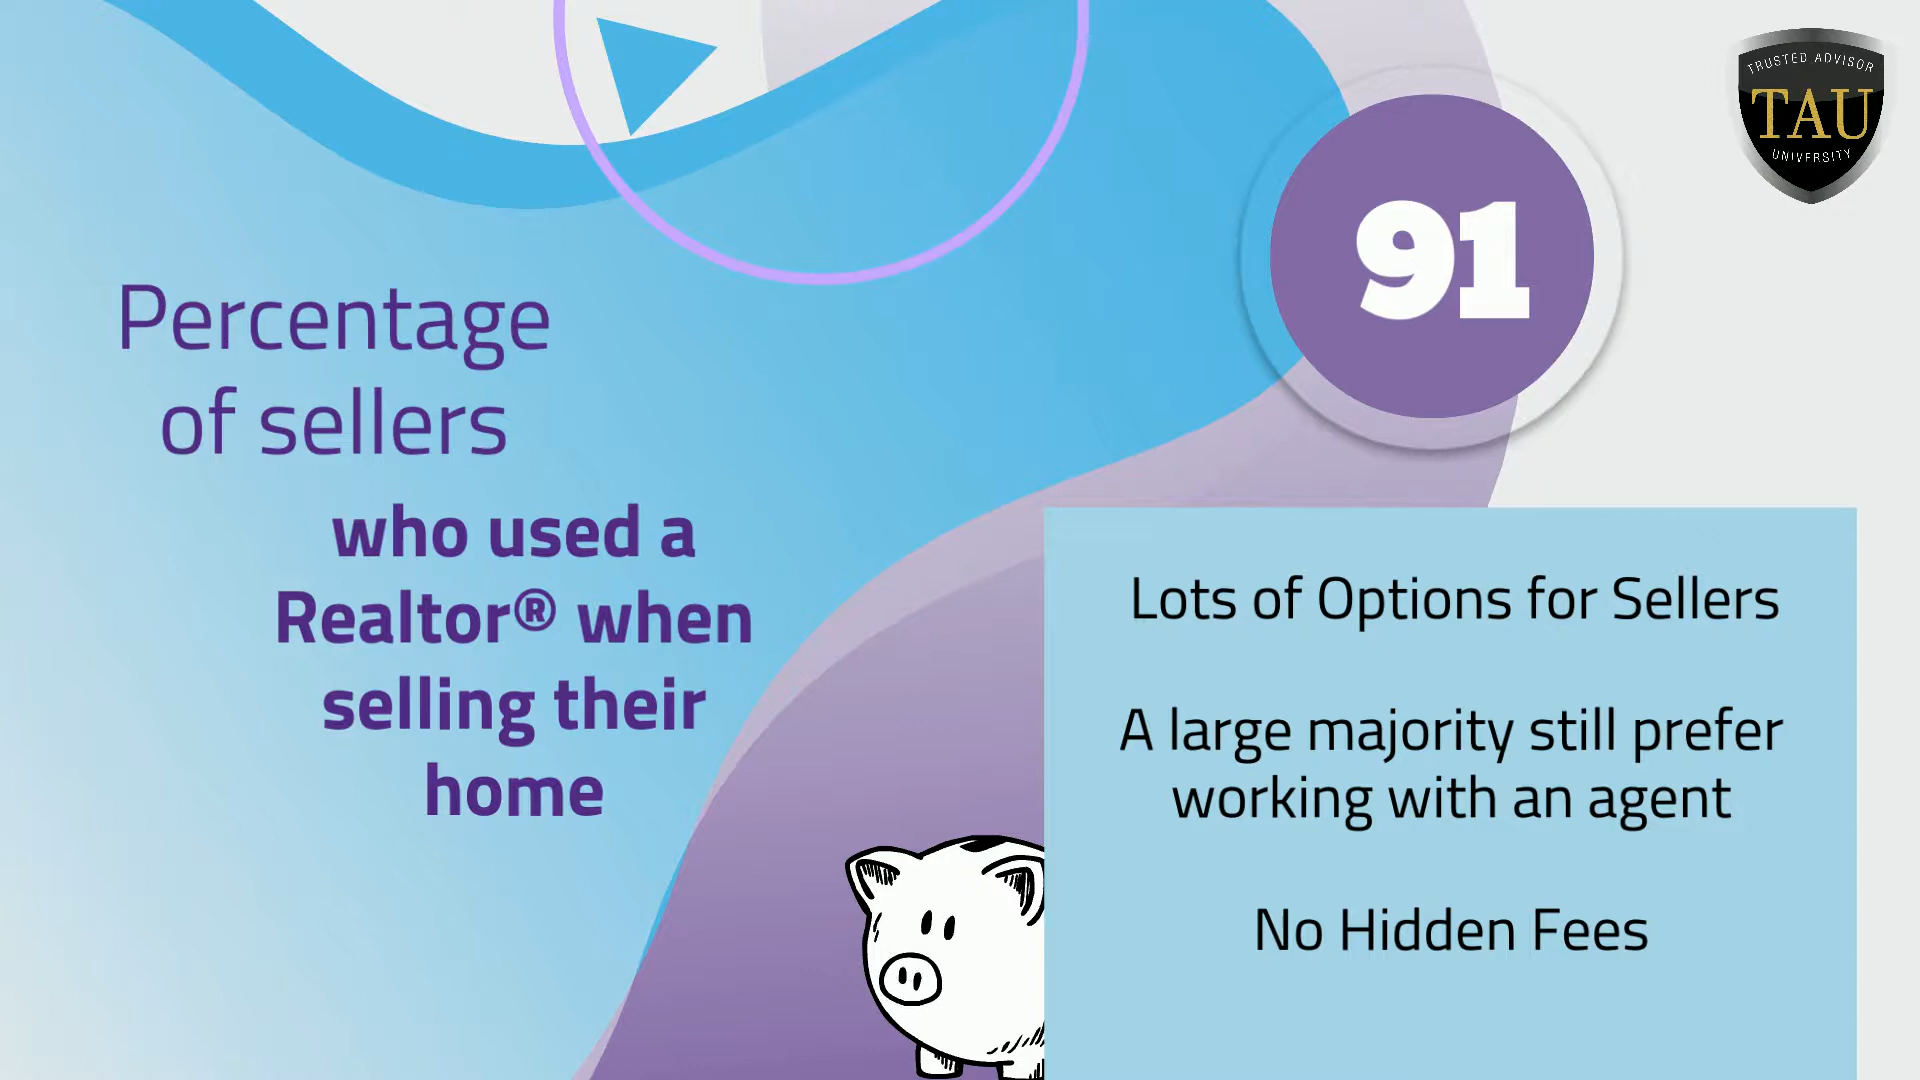 TRUSTED ADVISOR
TAU
UNIVERSITY
91
Percentage
of sellers
who used a
Realtor® when
selling their
home
Lots of Options for Sellers
A large majority still prefer
working with an agent
No Hidden Fees